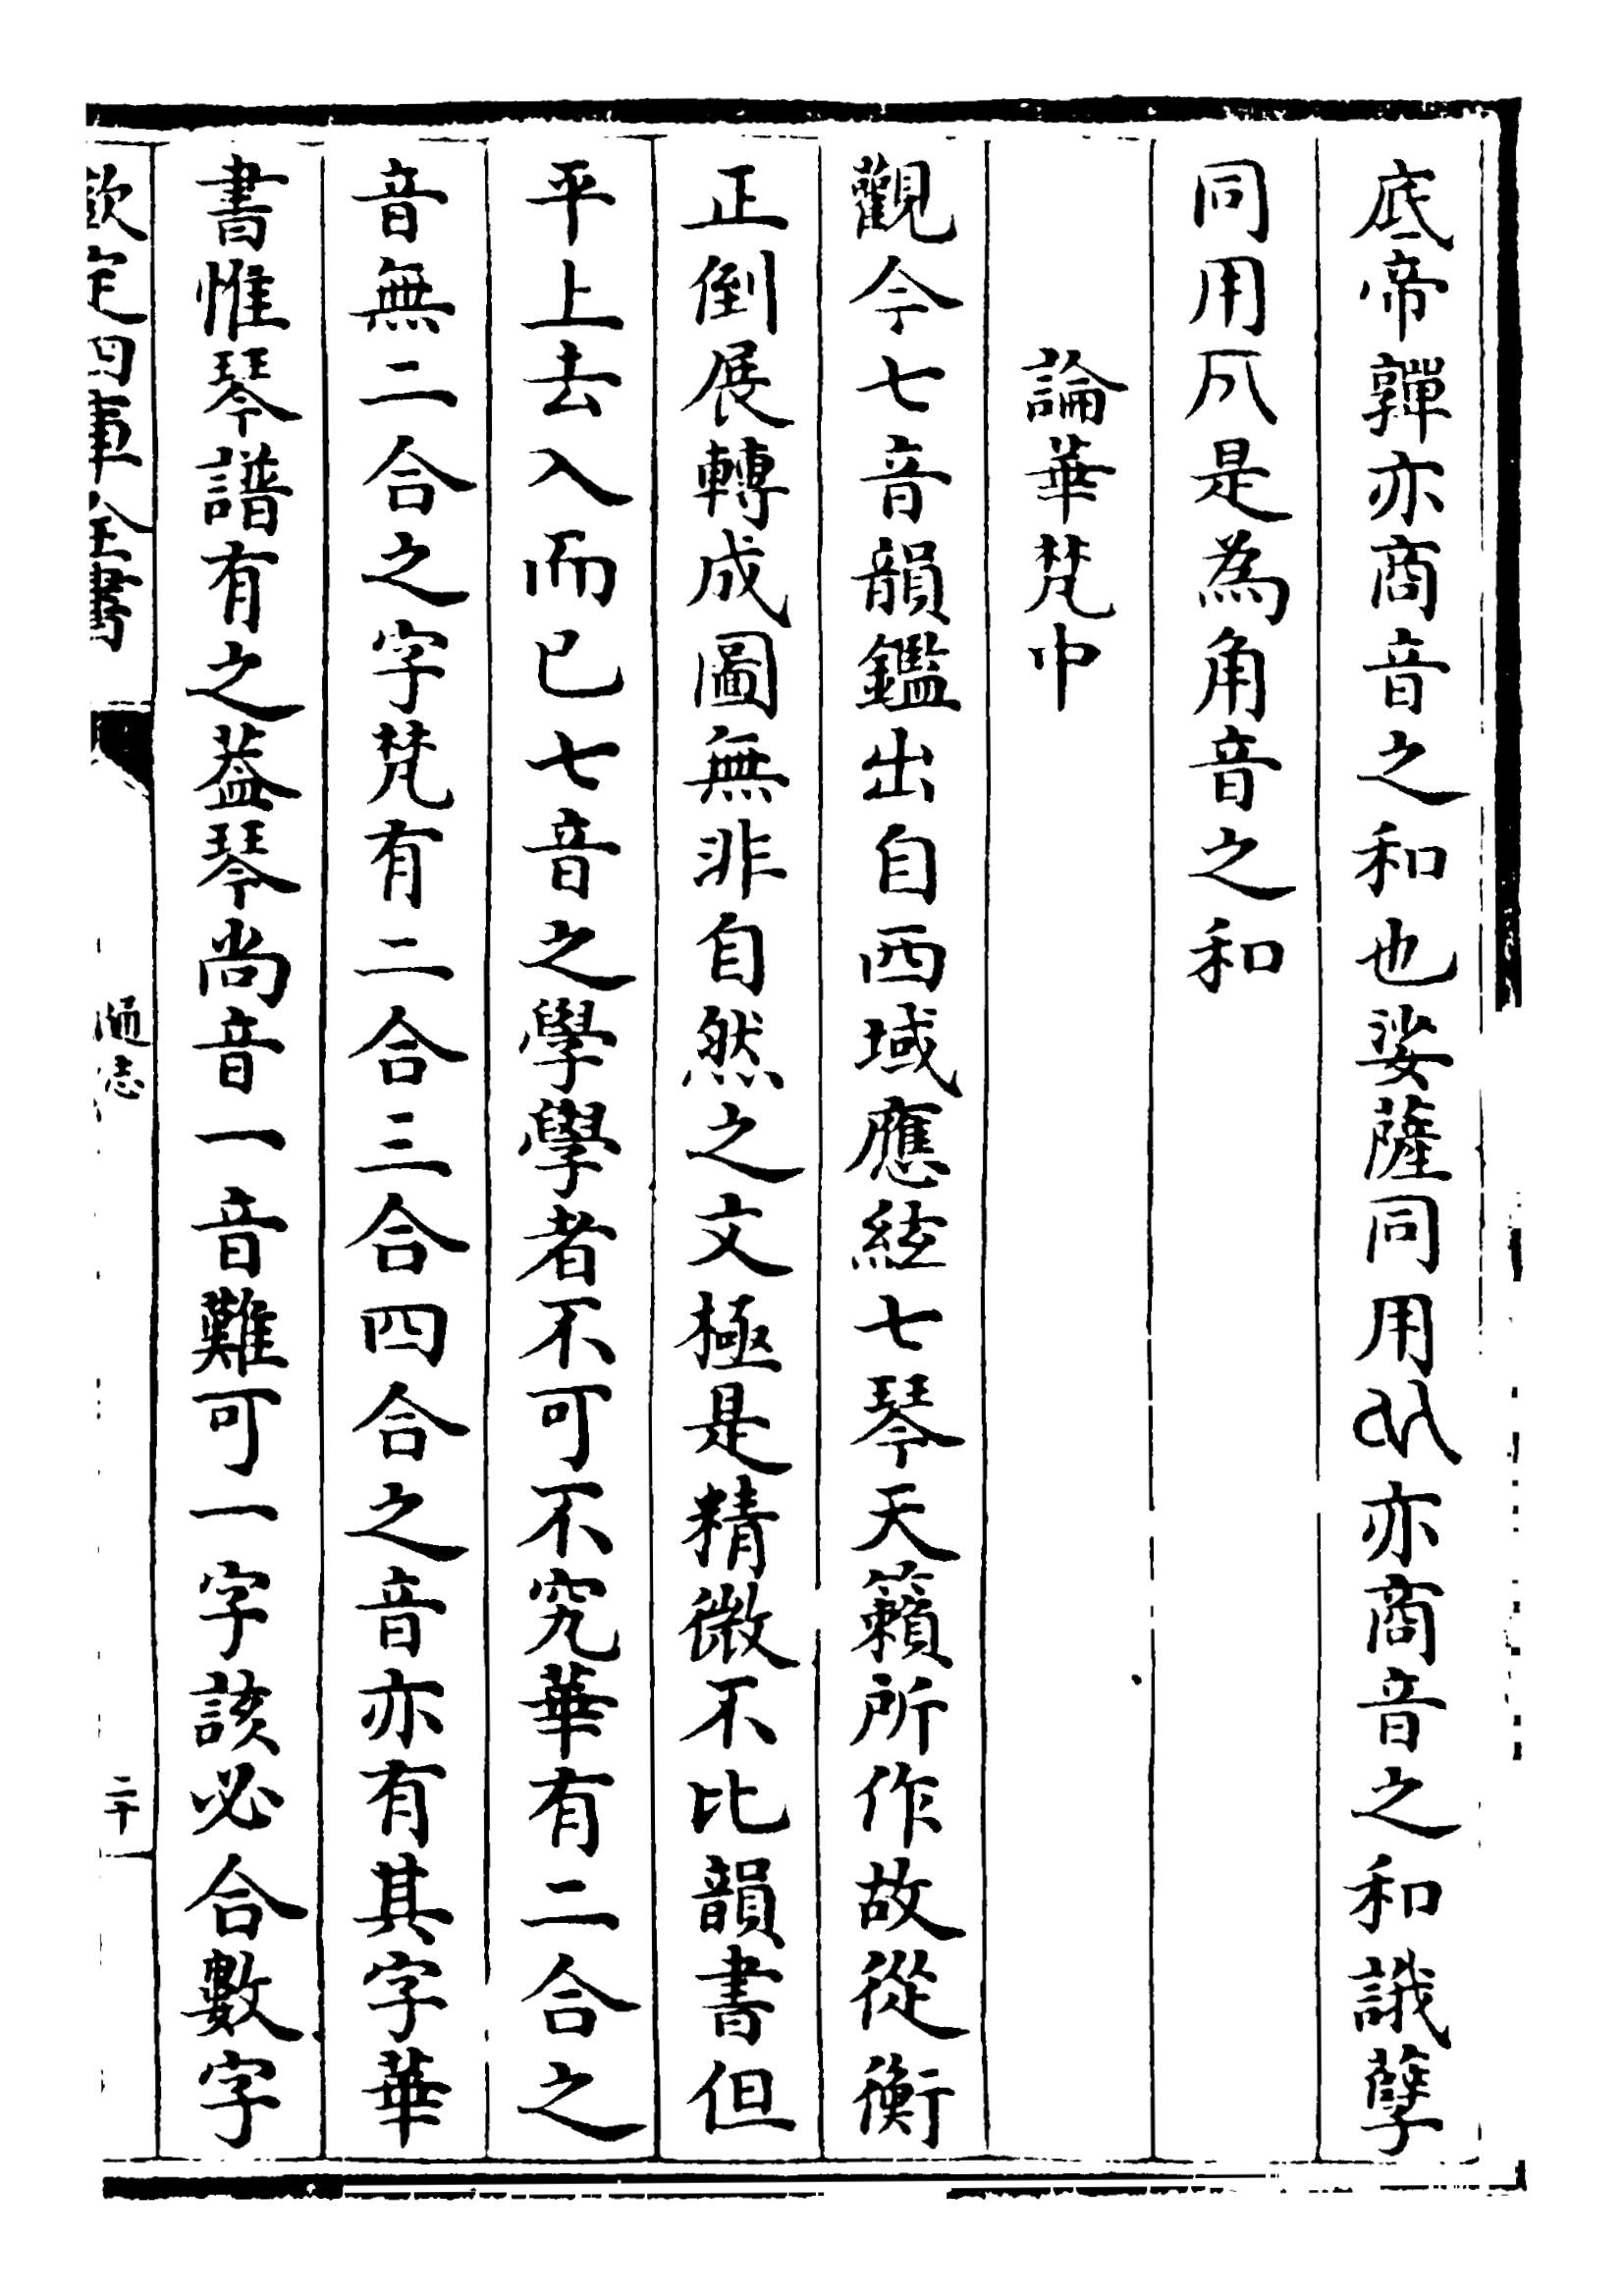 底帝亦商音之和也娑薩同用亦商音之和誐孽
同用是為角音之和
論華梵中
觀今七音韻鑑出自西域應絃七琴天籟所作故從衡
正倒展轉成圖無非自然之文極是精微不比韻書但
平上去入而已七音之學學者不可不究華有二合之
音無二合之字梵有二合三合四合之音亦有其字華
書惟琴譜有之葢琴尚音一音難可一字該必合數字
欽定四庫全書
通志
二十